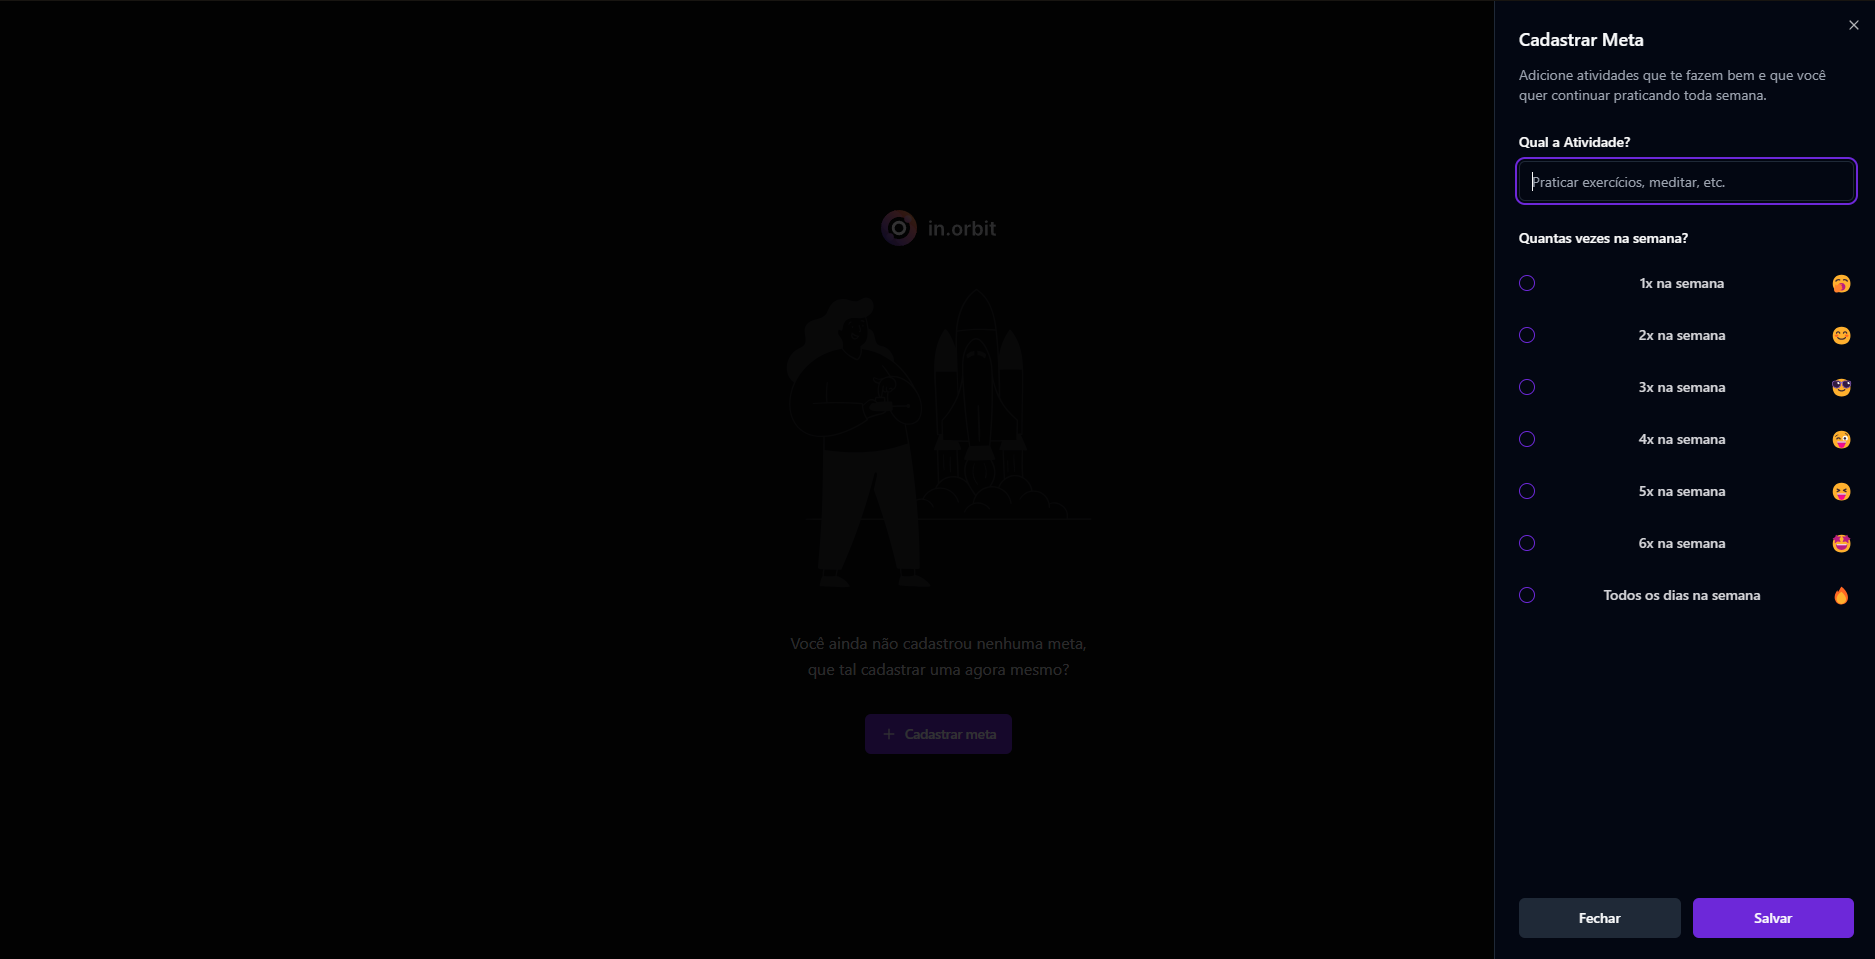 in.orbit
Você ainda não cadastrou nenhuma meta,
que tal cadastrar uma agora mesmo?
Cadastrar meta
Cadastrar Meta
Adicione atividades que te fazem bem e que você
quer continuar praticando toda semana.
Qual a Atividade?
Praticar exercícios, meditar, etc.
Quantas vezes na semana?
1x na semana 🥱
2x na semana 😊
3x na semana 😎
4x na semana 😜
5x na semana 😝
6x na semana 🤩
Todos os dias na semana 🔥
Fechar
Salvar